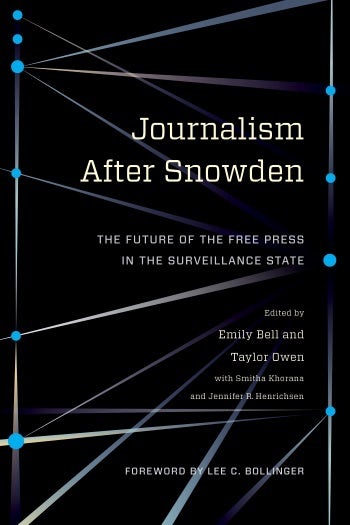 Journalism
After Snowden
THE FUTURE OF THE FREE PRESS
IN THE SURVEILLANCE STATE
Edited by
Emily Bell and
Taylor Owen
with Smitha Khorana
and Jennifer R. Henrichsen
FOREWORD BY LEE C. BOLLINGER